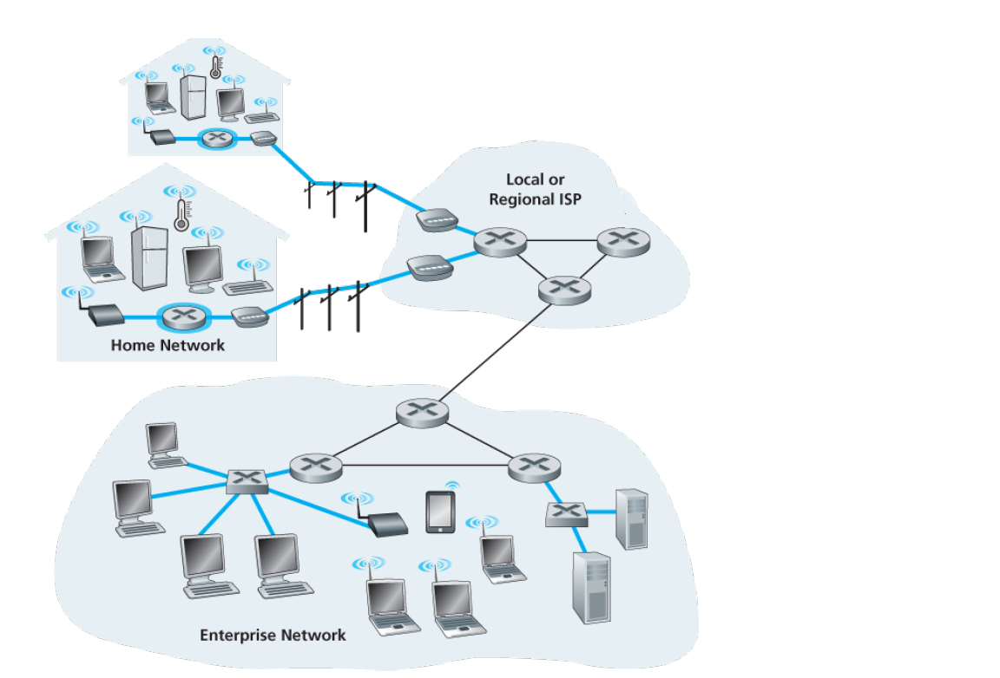 Local or
Regional ISP
Home Network
Enterprise Network